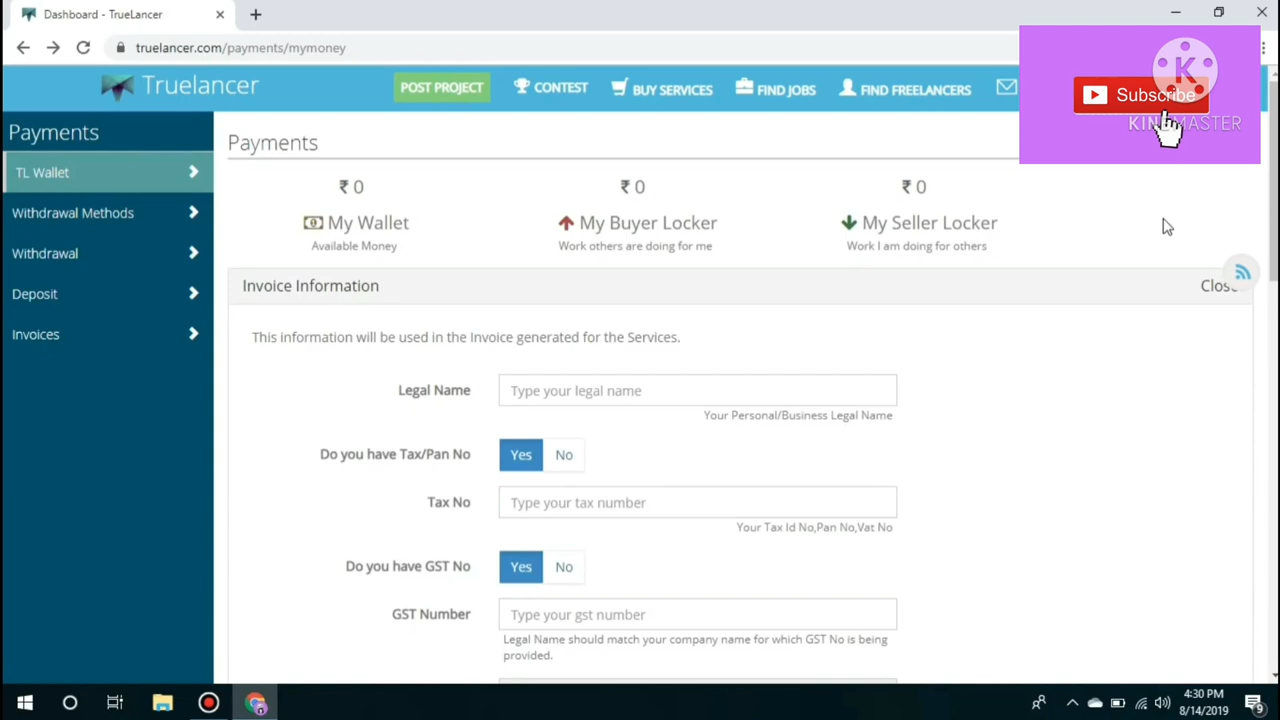 Dashboard - TrueLancer
truelancer.com/payments/mymoney
Truelancer
POST PROJECT
CONTEST
BUY SERVICES
FIND JOBS
FIND FREELANCERS
K
Subscribe
KINEMASTER
Payments
TL Wallet
Withdrawal Methods
Withdrawal
Deposit
Invoices
Payments
₹ 0
My Wallet
Available Money
₹ 0
My Buyer Locker
Work others are doing for me
₹ 0
My Seller Locker
Work I am doing for others
Invoice Information
Close
This information will be used in the Invoice generated for the Services.
Legal Name
Type your legal name
Your Personal/Business Legal Name
Do you have Tax/Pan No
Yes
No
Tax No
Type your tax number
Your Tax Id No,Pan No,Vat No
Do you have GST No
Yes
No
GST Number
Type your gst number
Legal Name should match your company name for which GST No is being
provided.
4:30 PM
8/14/2019
9